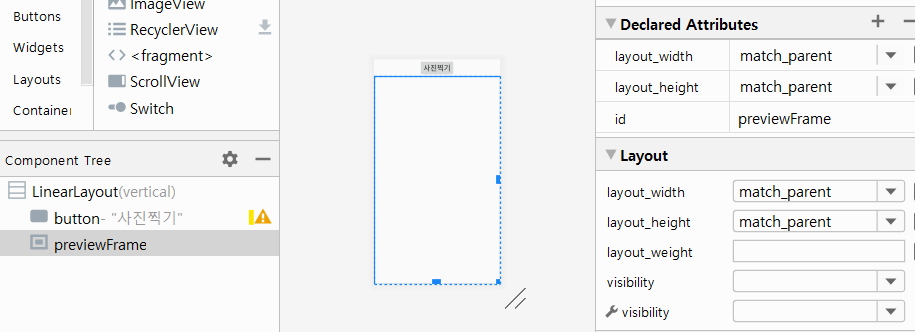 Buttons
Widgets
Layouts
Container
ImageView
RecyclerView
<fragment>
ScrollView
Switch
Component Tree
LinearLayout(vertical)
button- "사진찍기"
previewFrame
사진찍기
Declared Attributes
layout_width match_parent
layout_height match_parent
id previewFrame
Layout
layout_width match_parent
layout_height match_parent
layout_weight
visibility
visibility